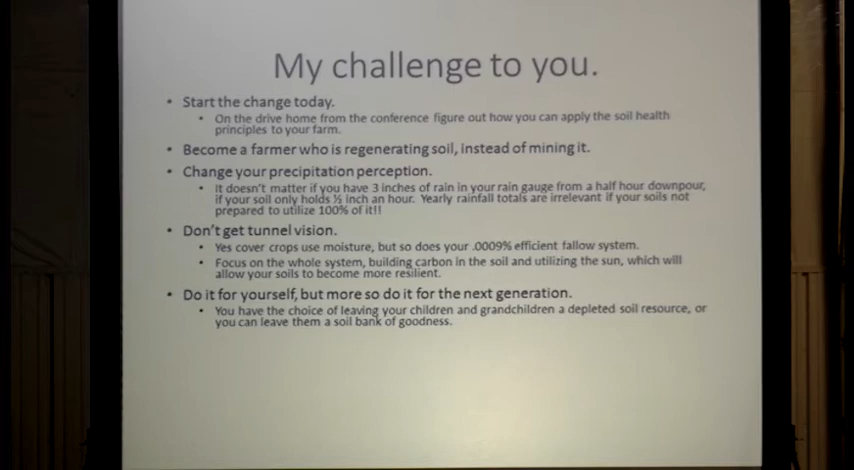 My challenge to you.
• Start the change today.
• On the drive home from the conference figure out how you can apply the soil health
principles to your farm.
• Become a farmer who is regenerating soil, instead of mining it.
• Change your precipitation perception.
• It doesn't matter if you have 3 inches of rain in your rain gauge from a half hour downpour,
if your soil only holds ½ inch an hour. Yearly rainfall totals are irrelevant if your soils not
prepared to utilize 100% of it!!
• Don't get tunnel vision.
• Yes cover crops use moisture, but so does your .0009% efficient fallow system.
• Focus on the whole system, building carbon in the soil and utilizing the sun, which will
allow your soils to become more resilient.
• Do it for yourself, but more so do it for the next generation.
• You have the choice of leaving your children and grandchildren a depleted soil resource, or
you can leave them a soil bank of goodness.